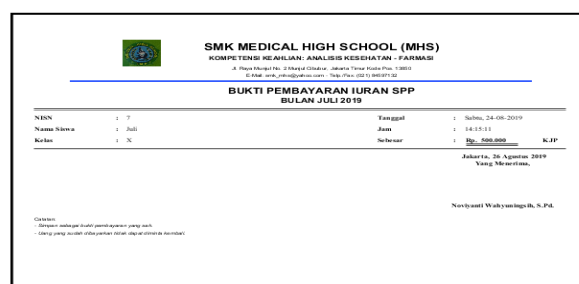 SMK MEDICAL HIGH SCHOOL (MHS)
KOMPETENSI KEAHLIAN: ANALISIS KESEHATAN - FARMASI
Jl. Raya Munjul No. 2 Munjul Cibubur, Jakarta Timur Kode Pos. 13850
E-Mail: smk_mhs@yahoo.com - Telp./Fax. (021) 84597132
BUKTI PEMBAYARAN IURAN SPP
BULAN JULI 2019
NISN : 7 Tanggal : Sabtu, 24-08-2019
Nama Siswa : Juli Jam : 14:15:11
Kelas : X Sebesar : Rp. 500.000 KJP
Jakarta, 26 Agustus 2019
Yang Menerima,
Noviyanti Wahyuningsih, S.Pd.
Catatan:
- Simpan sebagai bukti pembayaran yang sah.
- Uang yang sudah dibayarkan tidak dapat diminta kembali.